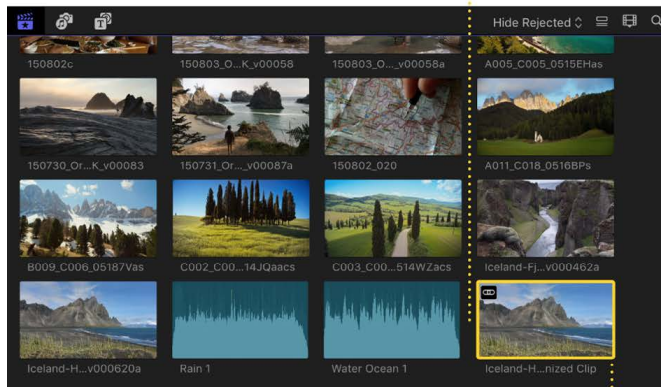 Hide Rejected
150802c
150803_O...K_v00058
150803_O..._v00058a
A005_C005_0515EHas
150730_Or...K_v00083
150731_Or..._v00087a
150802_020
A011_C018_0516BPs
B009_C006_05187Vas
C002_C00...14JQaacs
C003_C00...514WZacs
Iceland-Fj...v000462a
Iceland-H...v000620a
Rain 1
Water Ocean 1
Iceland-H...nized Clip